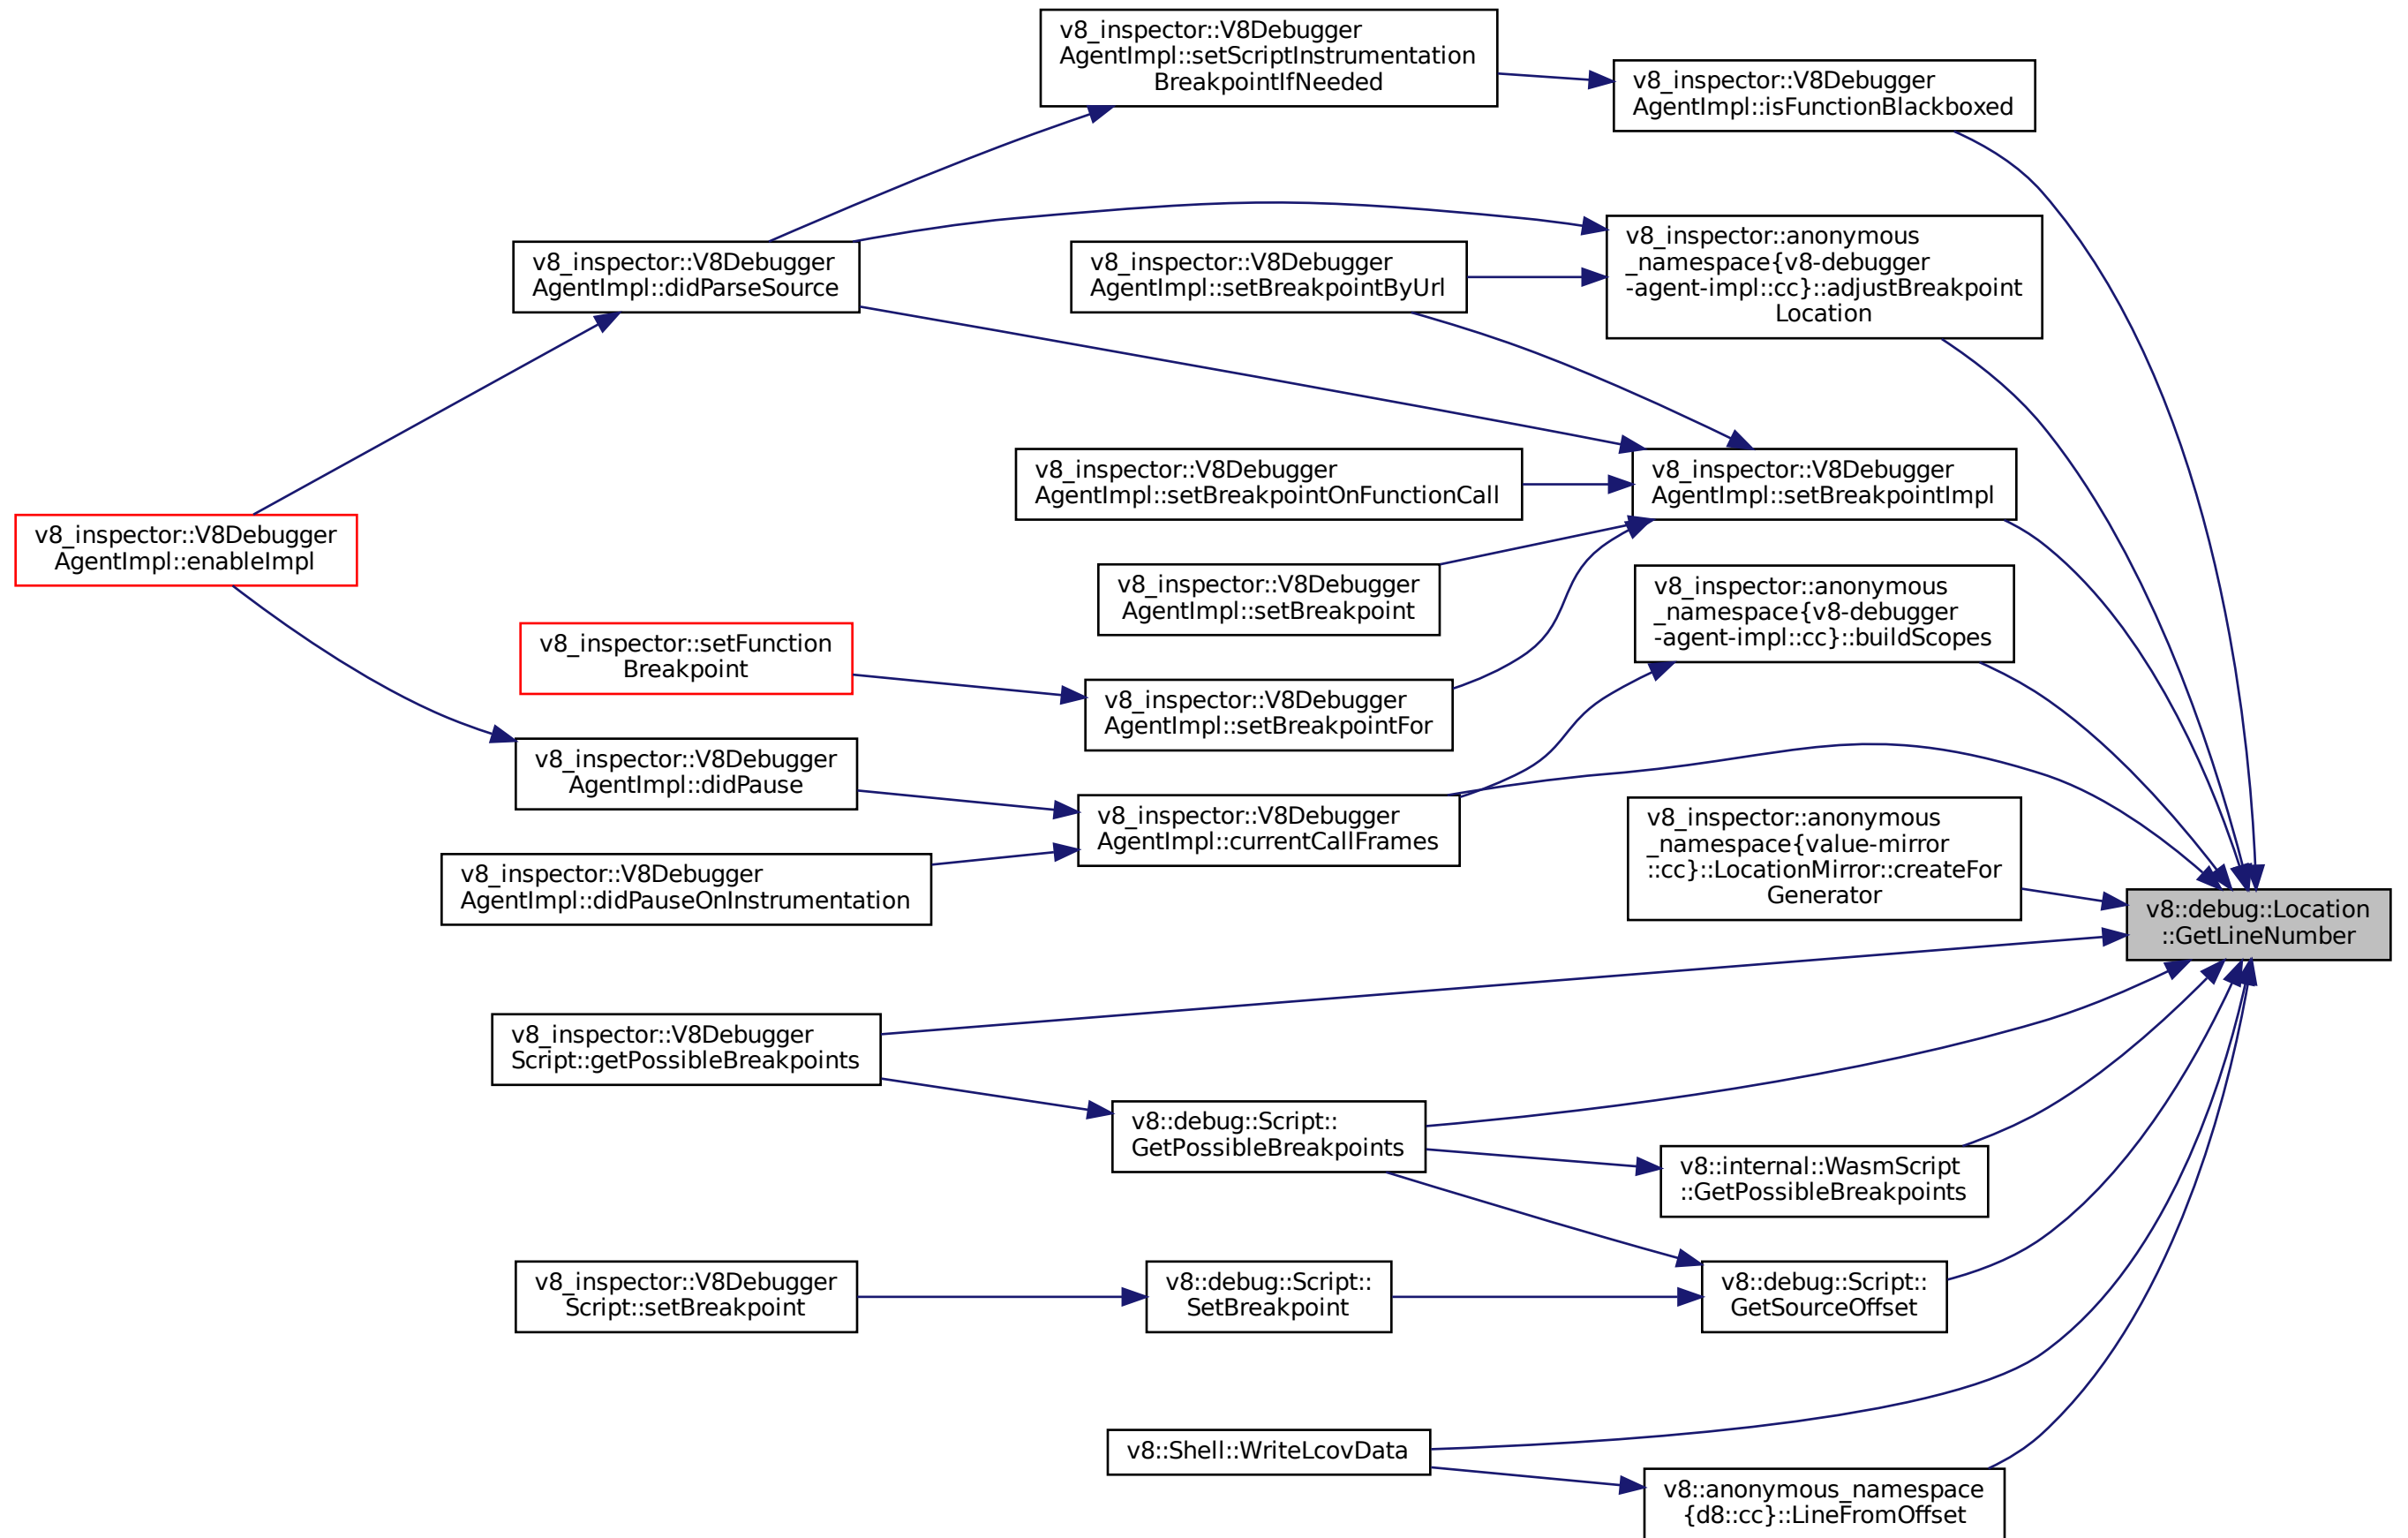 v8_inspector::V8Debugger
AgentImpl::setScriptInstrumentation
BreakpointIfNeeded
v8_inspector::V8Debugger
AgentImpl::isFunctionBlackboxed
v8_inspector::anonymous
_namespace{v8-debugger
-agent-impl::cc}::adjustBreakpoint
Location
v8_inspector::V8Debugger
AgentImpl::didParseSource
v8_inspector::V8Debugger
AgentImpl::setBreakpointByUrl
v8_inspector::V8Debugger
AgentImpl::setBreakpointOnFunctionCall
v8_inspector::V8Debugger
AgentImpl::setBreakpointImpl
v8_inspector::V8Debugger
AgentImpl::enableImpl
v8_inspector::V8Debugger
AgentImpl::setBreakpoint
v8_inspector::anonymous
_namespace{v8-debugger
-agent-impl::cc}::buildScopes
v8_inspector::setFunction
Breakpoint
v8_inspector::V8Debugger
AgentImpl::setBreakpointFor
v8_inspector::V8Debugger
AgentImpl::didPause
v8_inspector::V8Debugger
AgentImpl::currentCallFrames
v8_inspector::anonymous
_namespace{value-mirror
::cc}::LocationMirror::createFor
Generator
v8_inspector::V8Debugger
AgentImpl::didPauseOnInstrumentation
v8::debug::Location
::GetLineNumber
v8_inspector::V8Debugger
Script::getPossibleBreakpoints
v8::debug::Script::
GetPossibleBreakpoints
v8::internal::WasmScript
::GetPossibleBreakpoints
v8_inspector::V8Debugger
Script::setBreakpoint
v8::debug::Script::
SetBreakpoint
v8::debug::Script::
GetSourceOffset
v8::Shell::WriteLcovData
v8::anonymous_namespace
{d8::cc}::LineFromOffset